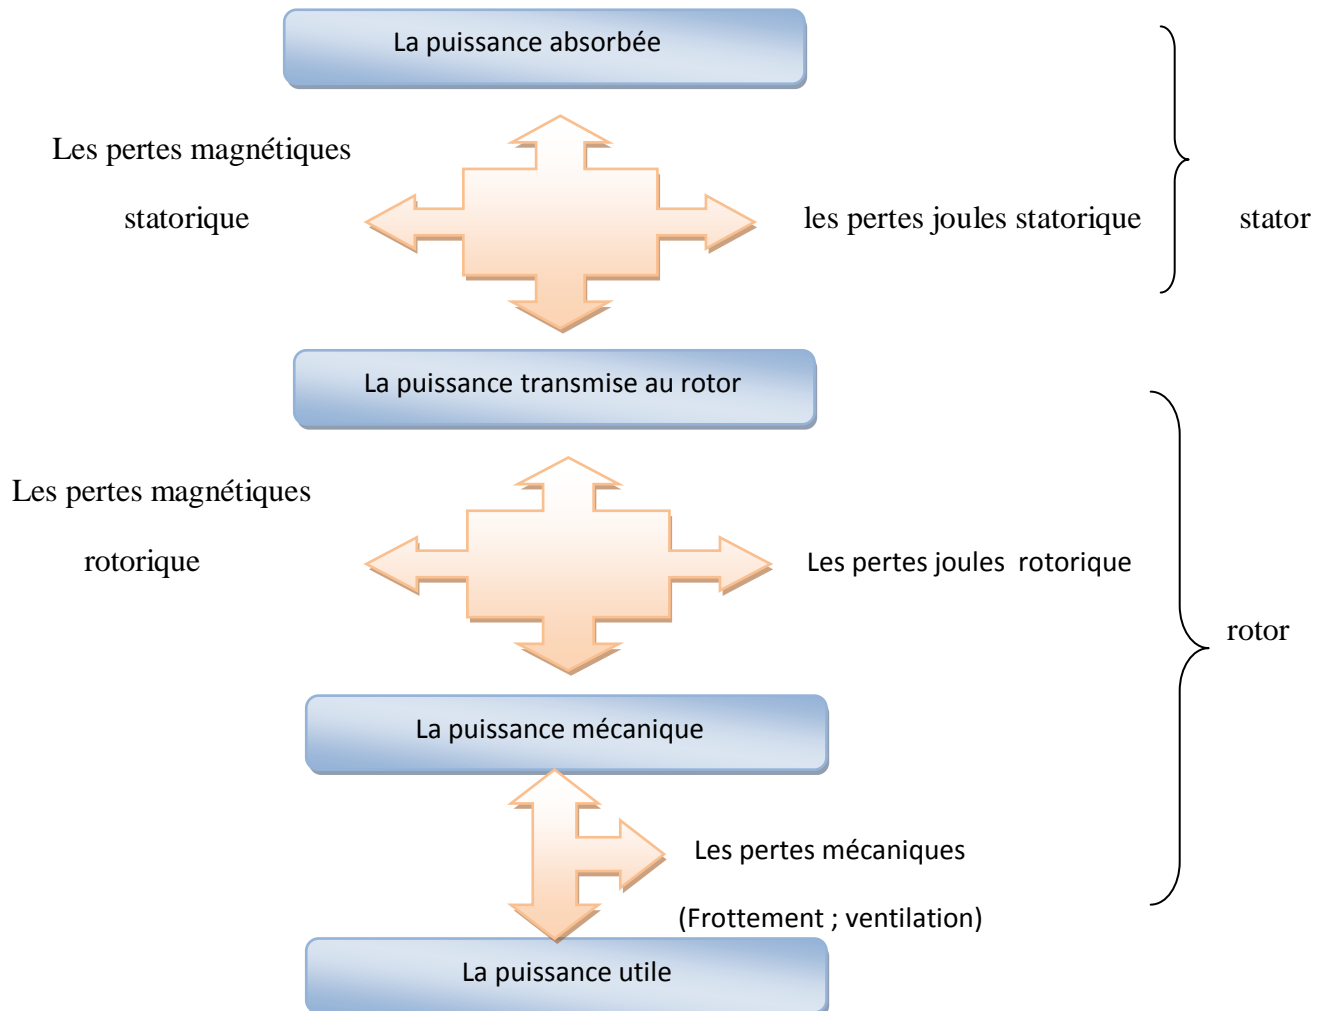 La puissance absorbée
Les pertes magnétiques
statorique
les pertes joules statorique
stator
La puissance transmise au rotor
Les pertes magnétiques
rotorique
Les pertes joules  rotorique
rotor
La puissance mécanique
Les pertes mécaniques
(Frottement ; ventilation)
La puissance utile